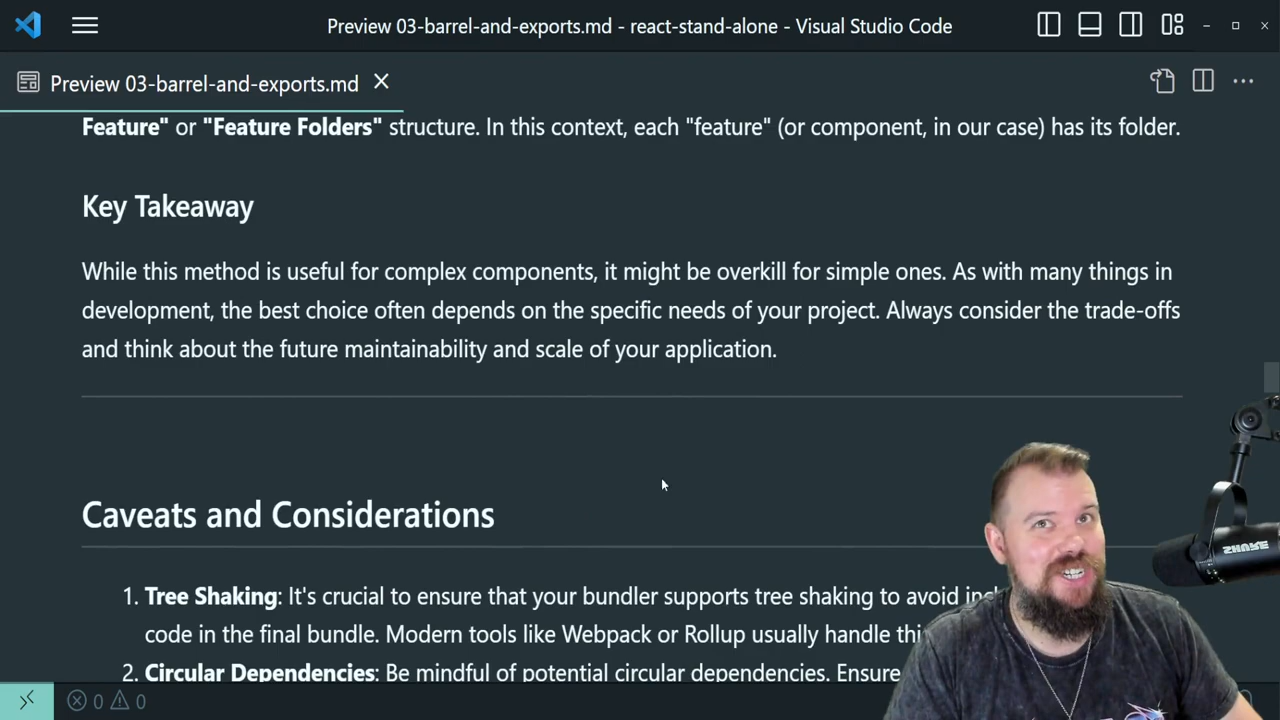 Preview 03-barrel-and-exports.md - react-stand-alone - Visual Studio Code
Preview 03-barrel-and-exports.md
Feature" or "Feature Folders" structure. In this context, each "feature" (or component, in our case) has its folder.
Key Takeaway
While this method is useful for complex components, it might be overkill for simple ones. As with many things in
development, the best choice often depends on the specific needs of your project. Always consider the trade-offs
and think about the future maintainability and scale of your application.
Caveats and Considerations
1. Tree Shaking: It's crucial to ensure that your bundler supports tree shaking to avoid
code in the final bundle. Modern tools like Webpack or Rollup usually handle
2. Circular Dependencies: Be mindful of potential circular dependencies. Ensure
0 0
SHURE